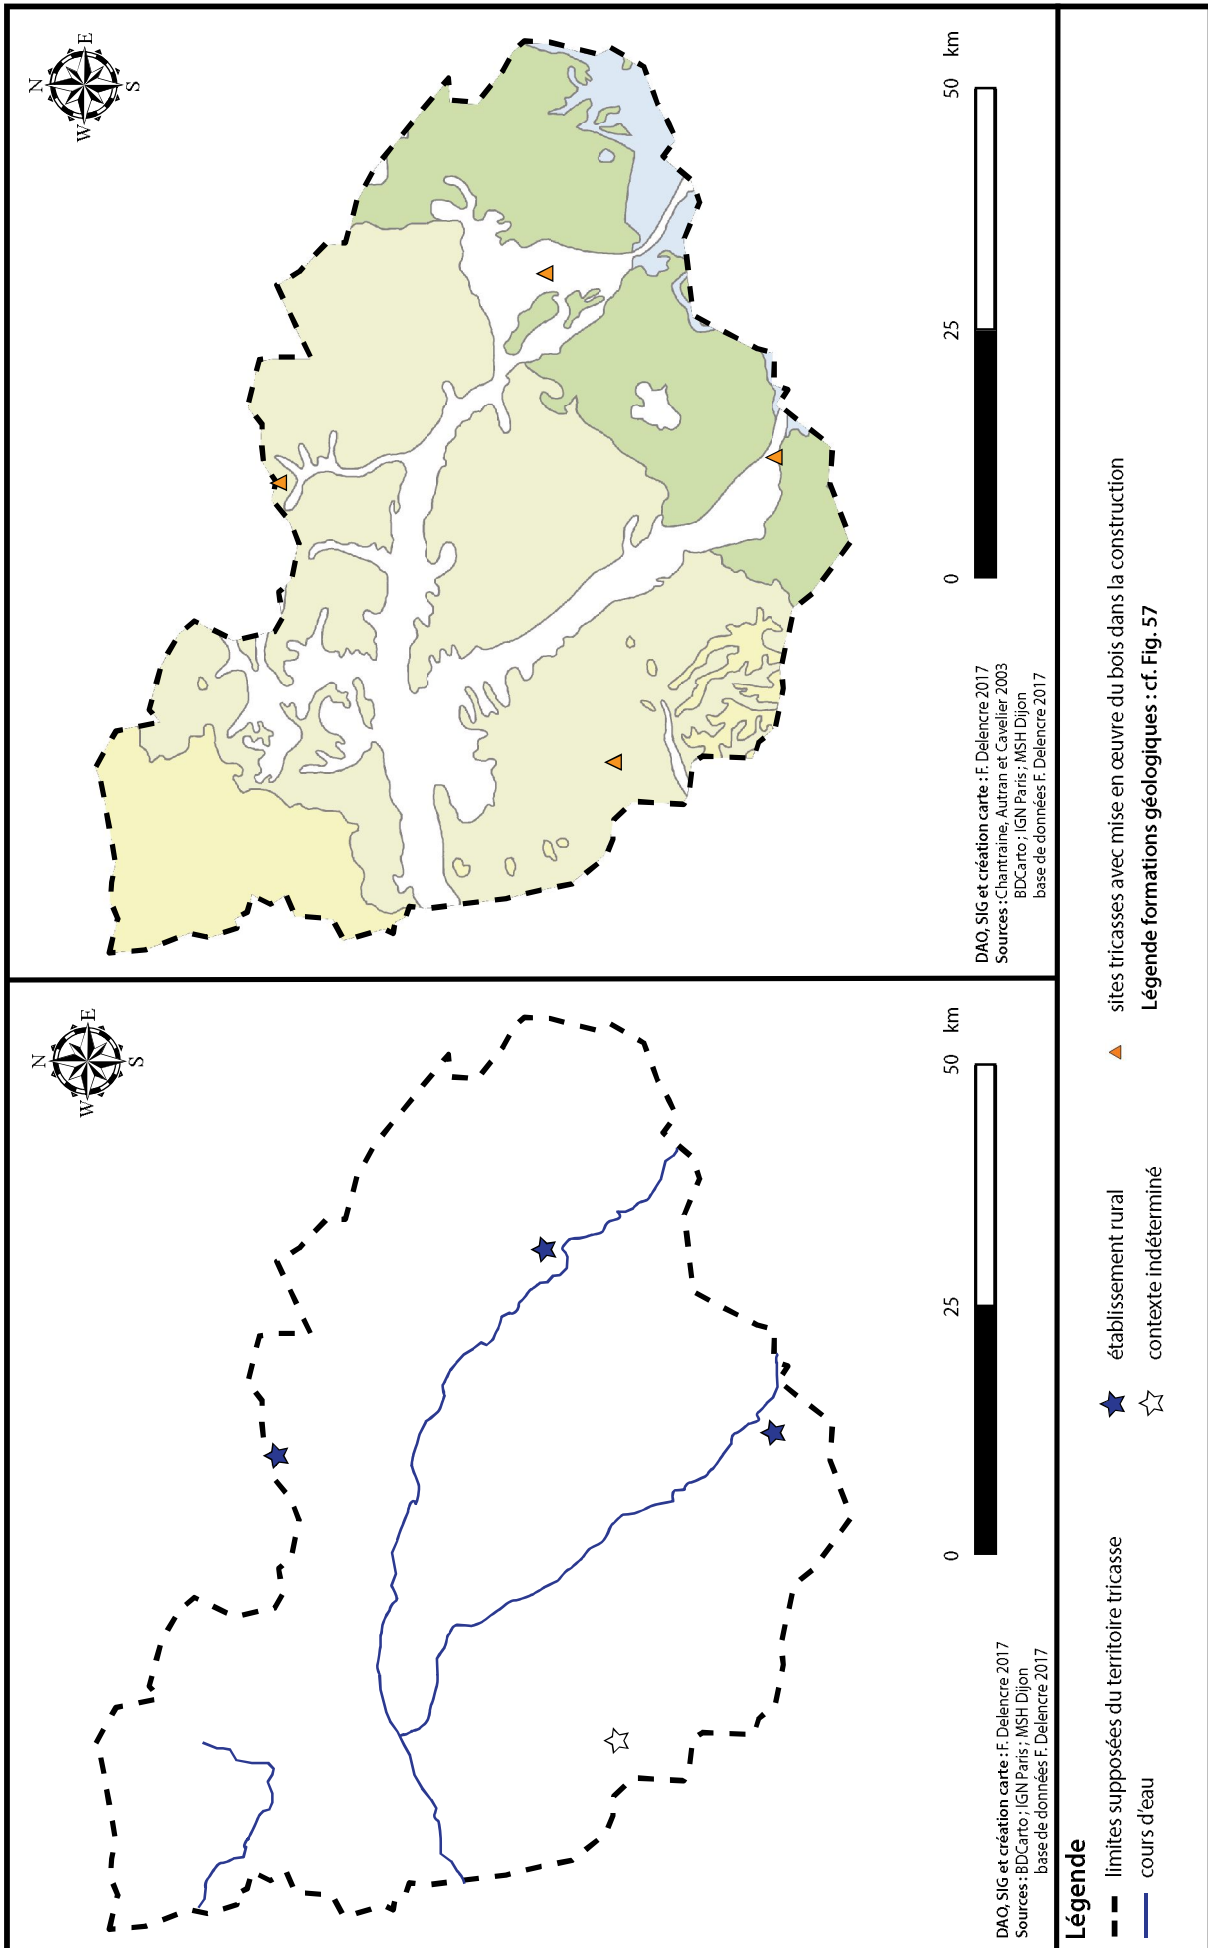 N
W
E
S
0
25
50
km
DAO, SIG et création carte : F. Delencre 2017
Sources : BDCarto ; IGN Paris ; MSH Dijon
base de données F. Delencre 2017
N
W
E
S
0
25
50
km
DAO, SIG et création carte : F. Delencre 2017
Sources : Chantraine, Autran et Cavelier 2003
BDCarto ; IGN Paris ; MSH Dijon
base de données F. Delencre 2017
Légende
limites supposées du territoire tricasse
cours d'eau
établissement rural
contexte indéterminé
sites tricasses avec mise en œuvre du bois dans la construction
Légende formations géologiques : cf. Fig. 57